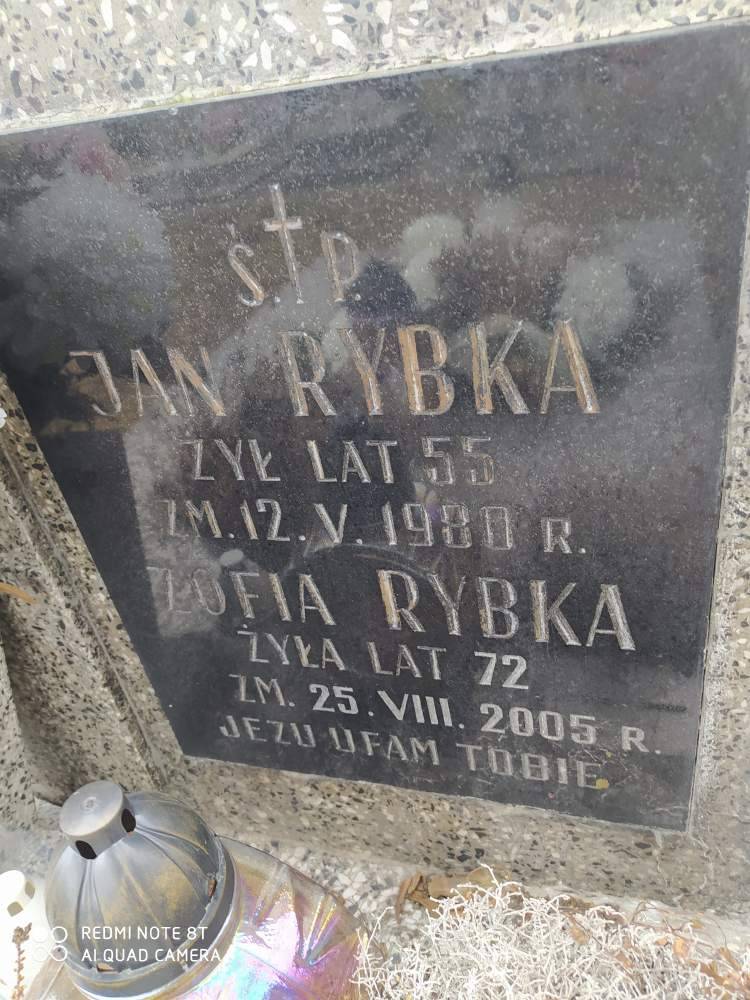 Ś.†P.
JAN RYBKA
ŻYŁ LAT 55
ZM. 12. V. 1980 R.
ZOFIA RYBKA
ŻYŁA LAT 72
ZM. 25. VIII. 2005 R.
JEZU UFAM TOBIE
REDMI NOTE 8T
AI QUAD CAMERA